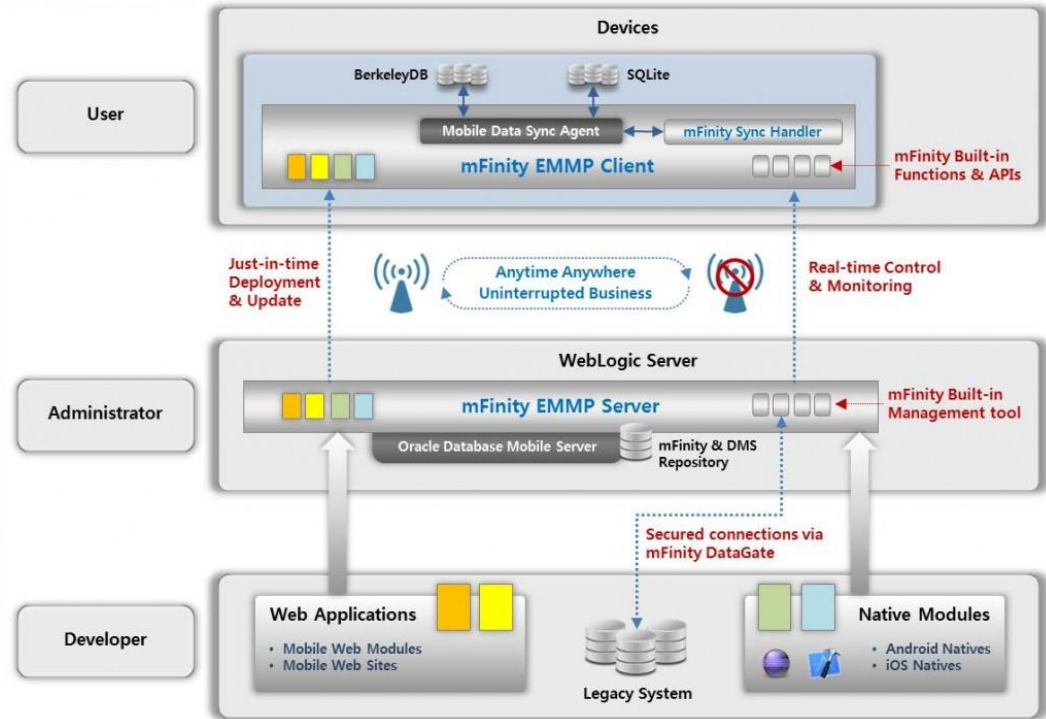 Devices
User
BerkeleyDB
SQLite
Mobile Data Sync Agent
mFinity Sync Handler
mFinity EMMP Client
mFinity Built-in
Functions & APIs
Just-in-time
Deployment
& Update
Anytime Anywhere
Uninterrupted Business
Real-time Control
& Monitoring
WebLogic Server
Administrator
mFinity EMMP Server
mFinity Built-in
Management tool
Oracle Database Mobile Server
mFinity & DMS
Repository
Secured connections via
mFinity DataGate
Developer
Web Applications
• Mobile Web Modules
• Mobile Web Sites
Legacy System
Native Modules
• Android Natives
• iOS Natives